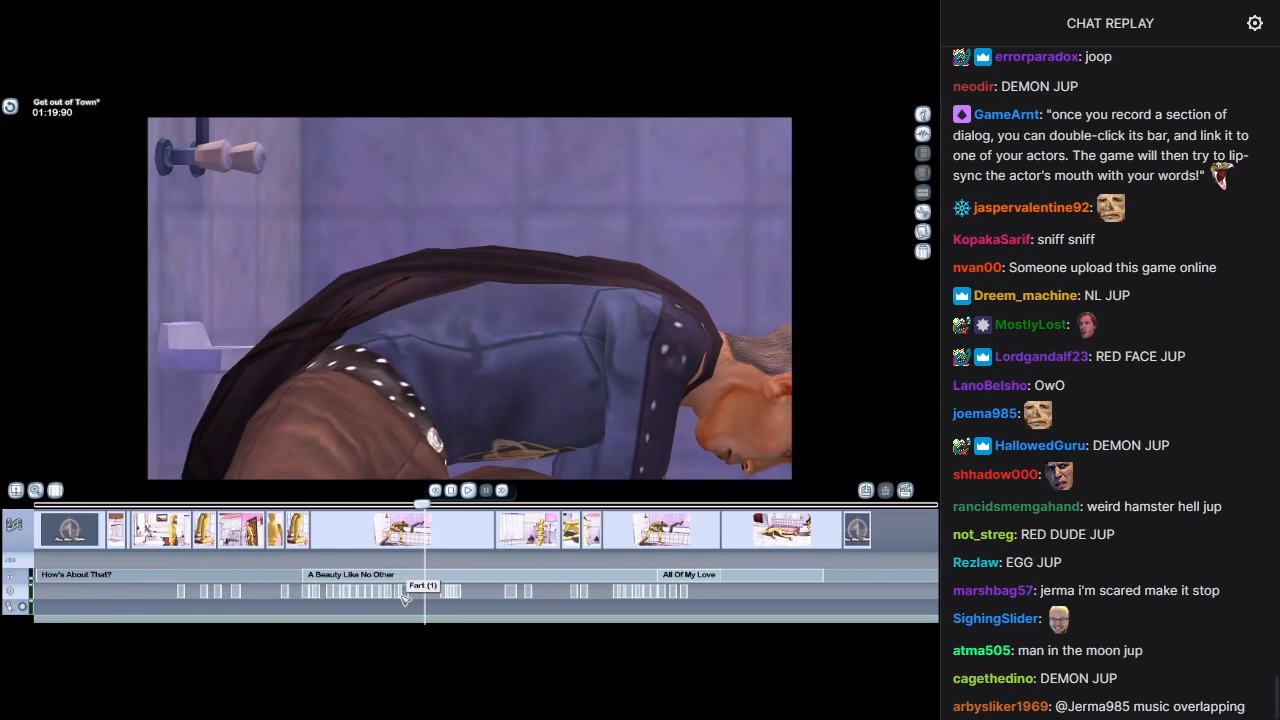 Get out of Town*
01:19:90
How's About That?
A Beauty Like No Other
All Of My Love
Fart (1)
CHAT REPLAY
errorparadox: joop
neodir: DEMON JUP
GameArnt: "once you record a section of
dialog, you can double-click its bar, and link it to
one of your actors. The game will then try to lip-
sync the actor's mouth with your words!"
jaspervalentine92:
KopakaSarif: sniff sniff
nvan00: Someone upload this game online
Dreem_machine: NL JUP
MostlyLost:
Lordgandalf23: RED FACE JUP
LanoBelsho: OwO
joema985:
HallowedGuru: DEMON JUP
shhadow000:
rancidsmemgahand: weird hamster hell jup
not_streg: RED DUDE JUP
Rezlaw: EGG JUP
marshbag57: jerma i'm scared make it stop
SighingSlider:
atma505: man in the moon jup
cagethedino: DEMON JUP
arbysliker1969: @Jerma985 music overlapping